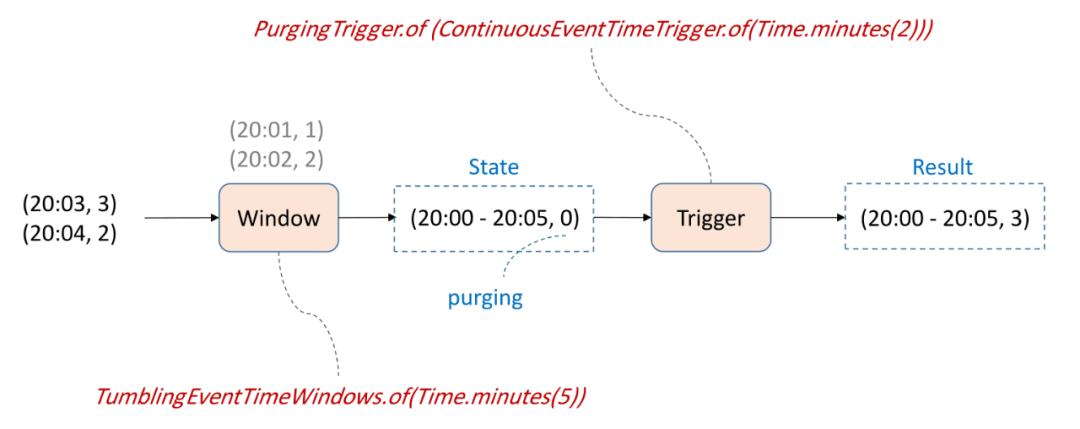 PurgingTrigger.of (ContinuousEventTimeTrigger.of(Time.minutes(2)))
(20:01, 1)
(20:02, 2)
State
Result
(20:03, 3)
(20:04, 2)
Window
(20:00 - 20:05, 0)
Trigger
(20:00 - 20:05, 3)
purging
TumblingEventTimeWindows.of(Time.minutes(5))